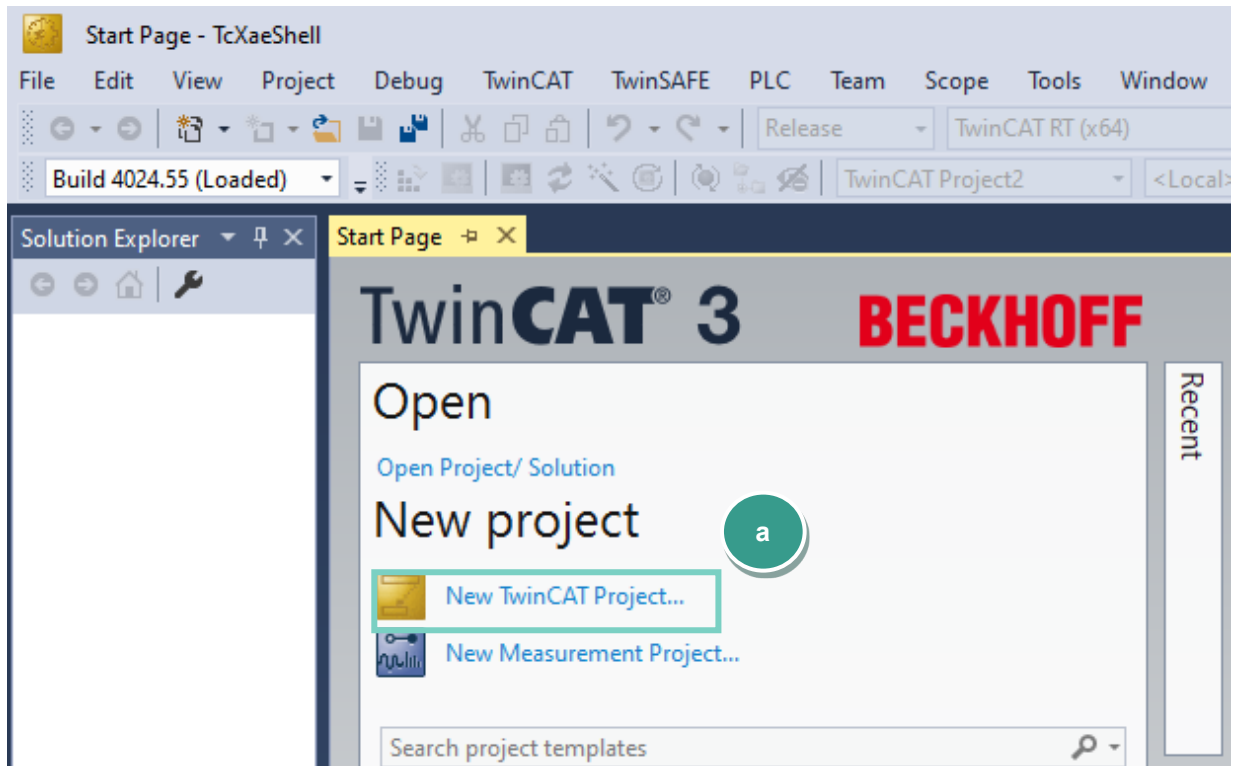 Start Page - TcXaeShell
File Edit View Project Debug TwinCAT TwinSAFE PLC Team Scope Tools Window
Release TwinCAT RT (x64)
Build 4024.55 (Loaded) TwinCAT Project2 <Local>
Solution Explorer
Start Page
TwinCAT® 3 BECKHOFF
Open
Recent
Open Project/ Solution
New project
a
New TwinCAT Project...
New Measurement Project...
Search project templates